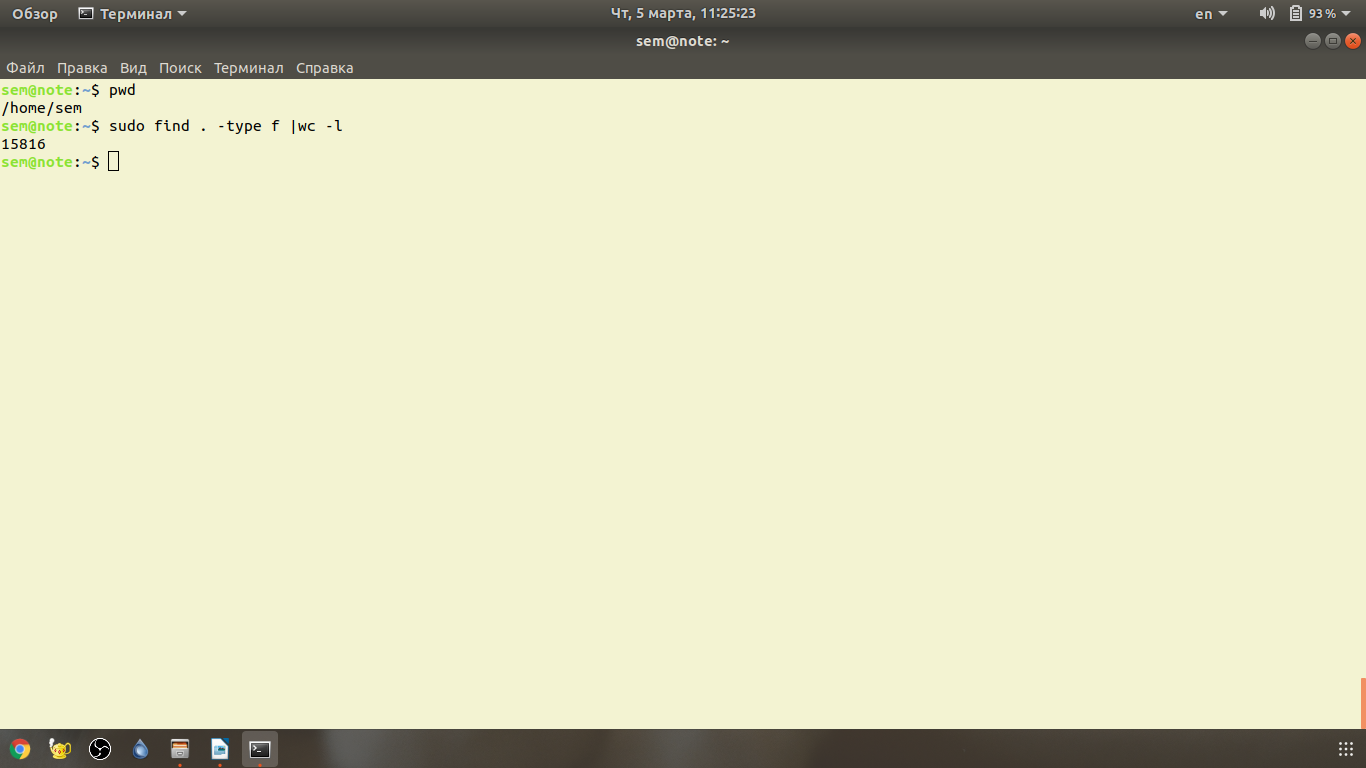 Обзор Терминал Чт, 5 марта, 11:25:23 en 93 %
sem@note: ~
Файл Правка Вид Поиск Терминал Справка
sem@note:~$ pwd
/home/sem
sem@note:~$ sudo find . -type f |wc -l
15816
sem@note:~$